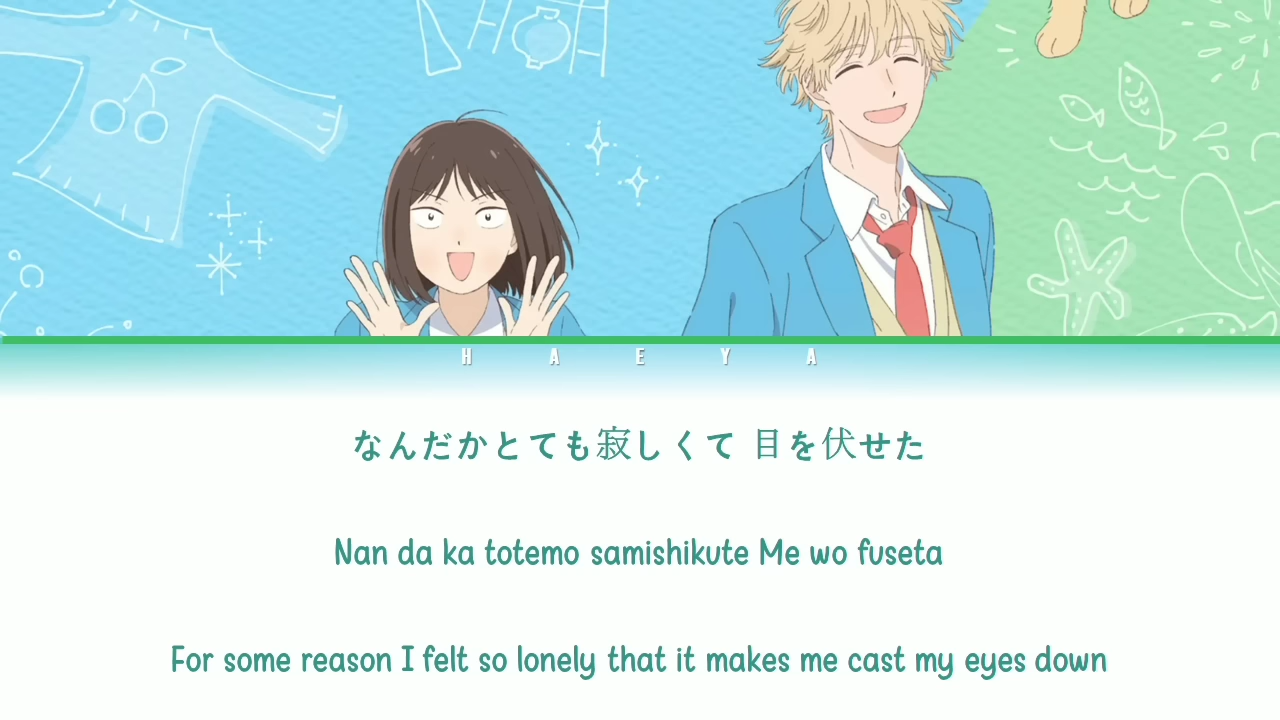 HAEYA
なんだかとても寂しくて 目を伏せた
Nan da ka totemo samishikute Me wo fuseta
For some reason I felt so lonely that it makes me cast my eyes down